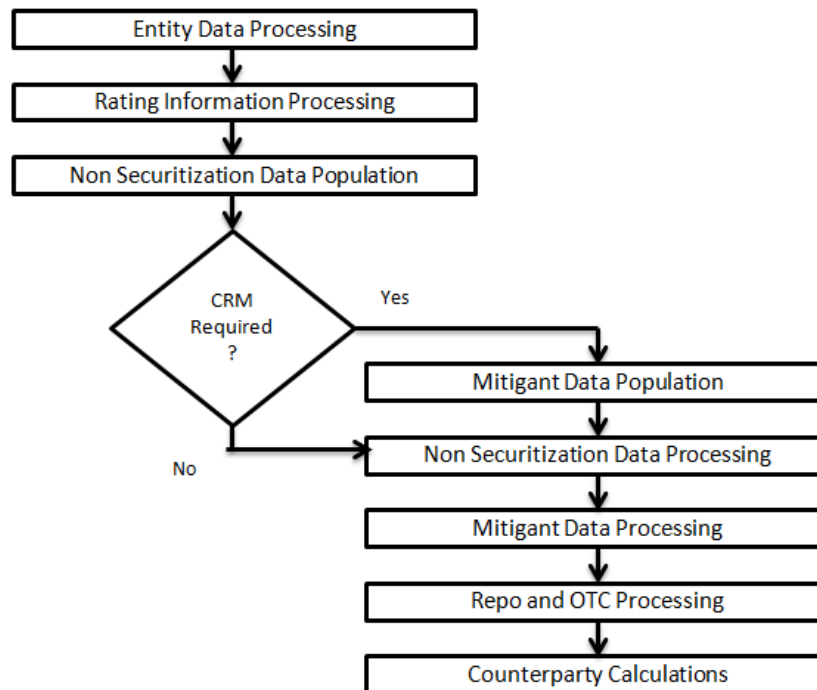 Entity Data Processing
Rating Information Processing
Non Securitization Data Population
CRM
Required
?
Yes
Mitigant Data Population
No
Non Securitization Data Processing
Mitigant Data Processing
Repo and OTC Processing
Counterparty Calculations